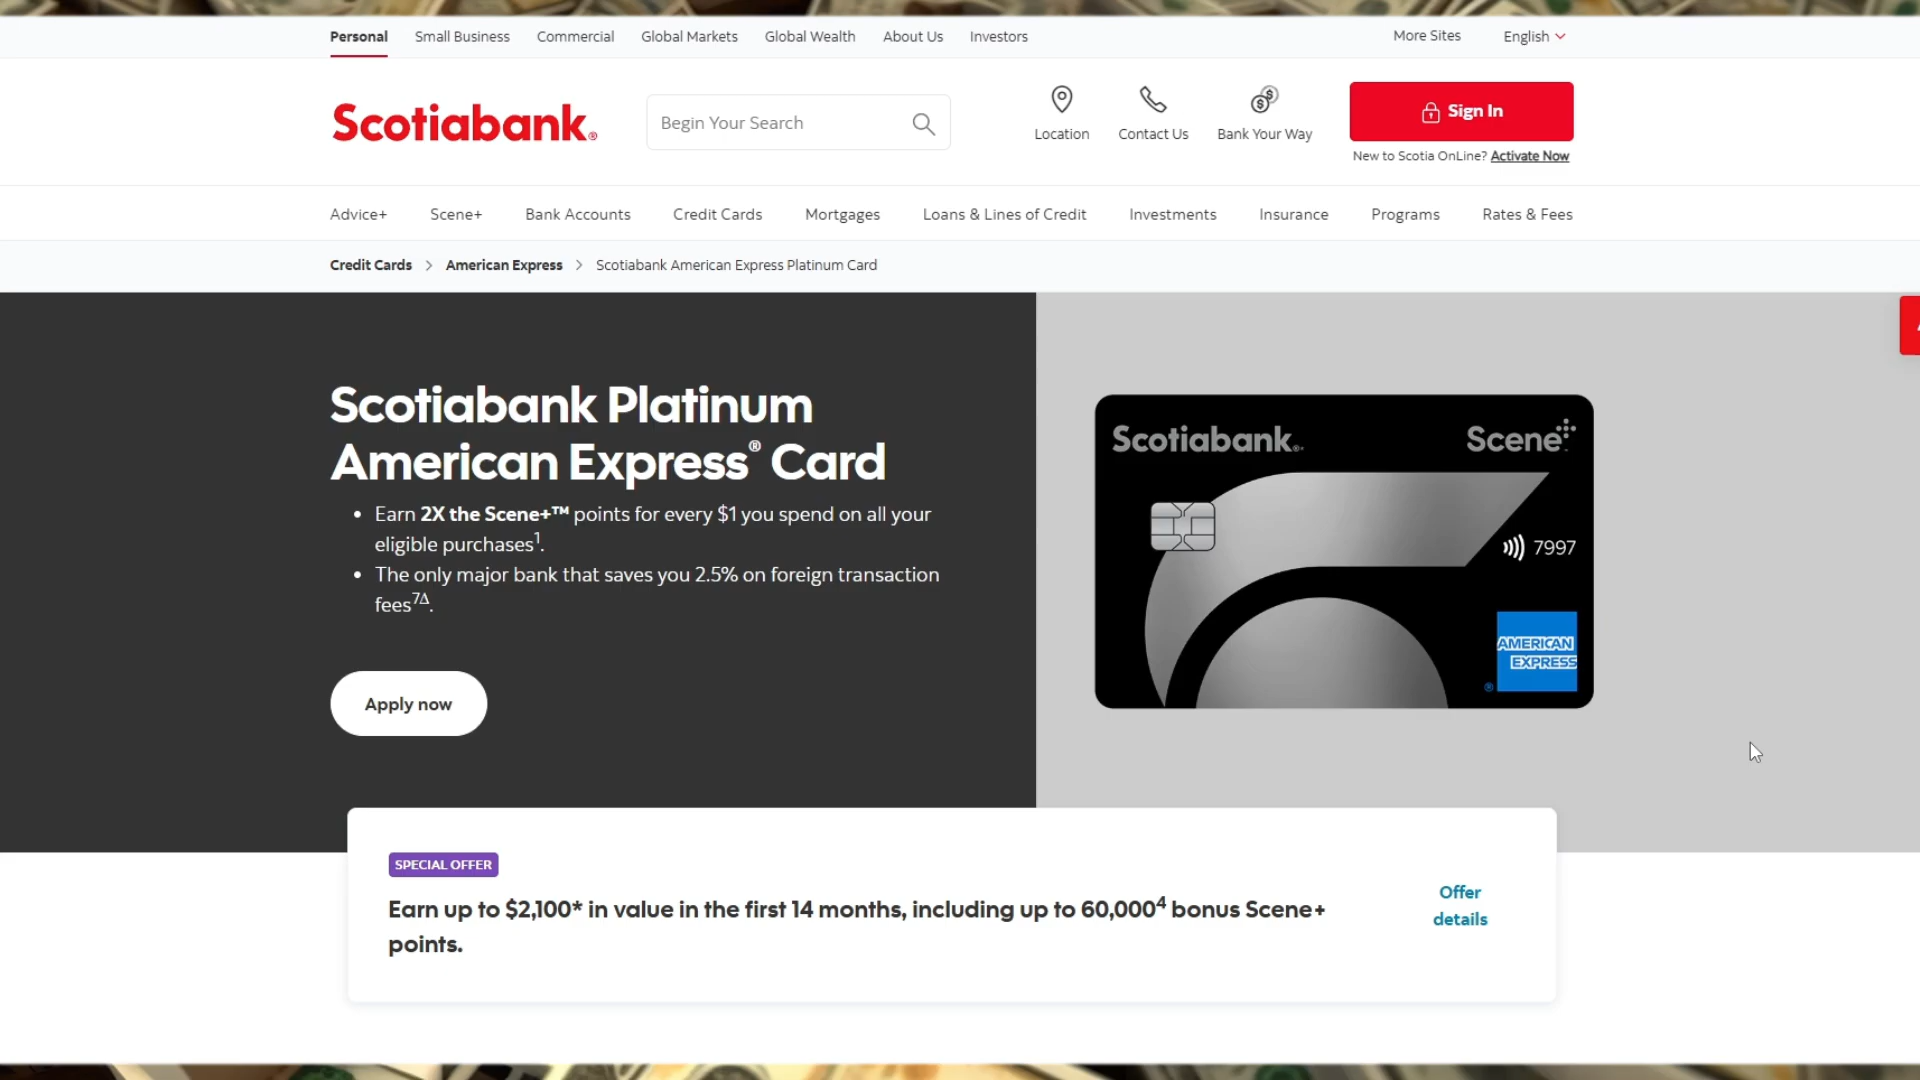 Personal Small Business Commercial Global Markets Global Wealth About Us Investors More Sites English
Scotiabank®
Begin Your Search
Location Contact Us Bank Your Way
Sign In
New to Scotia OnLine? Activate Now
Advice+ Scene+ Bank Accounts Credit Cards Mortgages Loans & Lines of Credit Investments Insurance Programs Rates & Fees
Credit Cards > American Express > Scotiabank American Express Platinum Card
Scotiabank Platinum
American Express® Card
• Earn 2X the Scene+™ points for every $1 you spend on all your
eligible purchases1.
• The only major bank that saves you 2.5% on foreign transaction
fees7Δ.
Apply now
Scotiabank Scene+
7997
AMERICAN
EXPRESS
®
SPECIAL OFFER
Earn up to $2,100* in value in the first 14 months, including up to 60,0004 bonus Scene+
points.
Offer
details